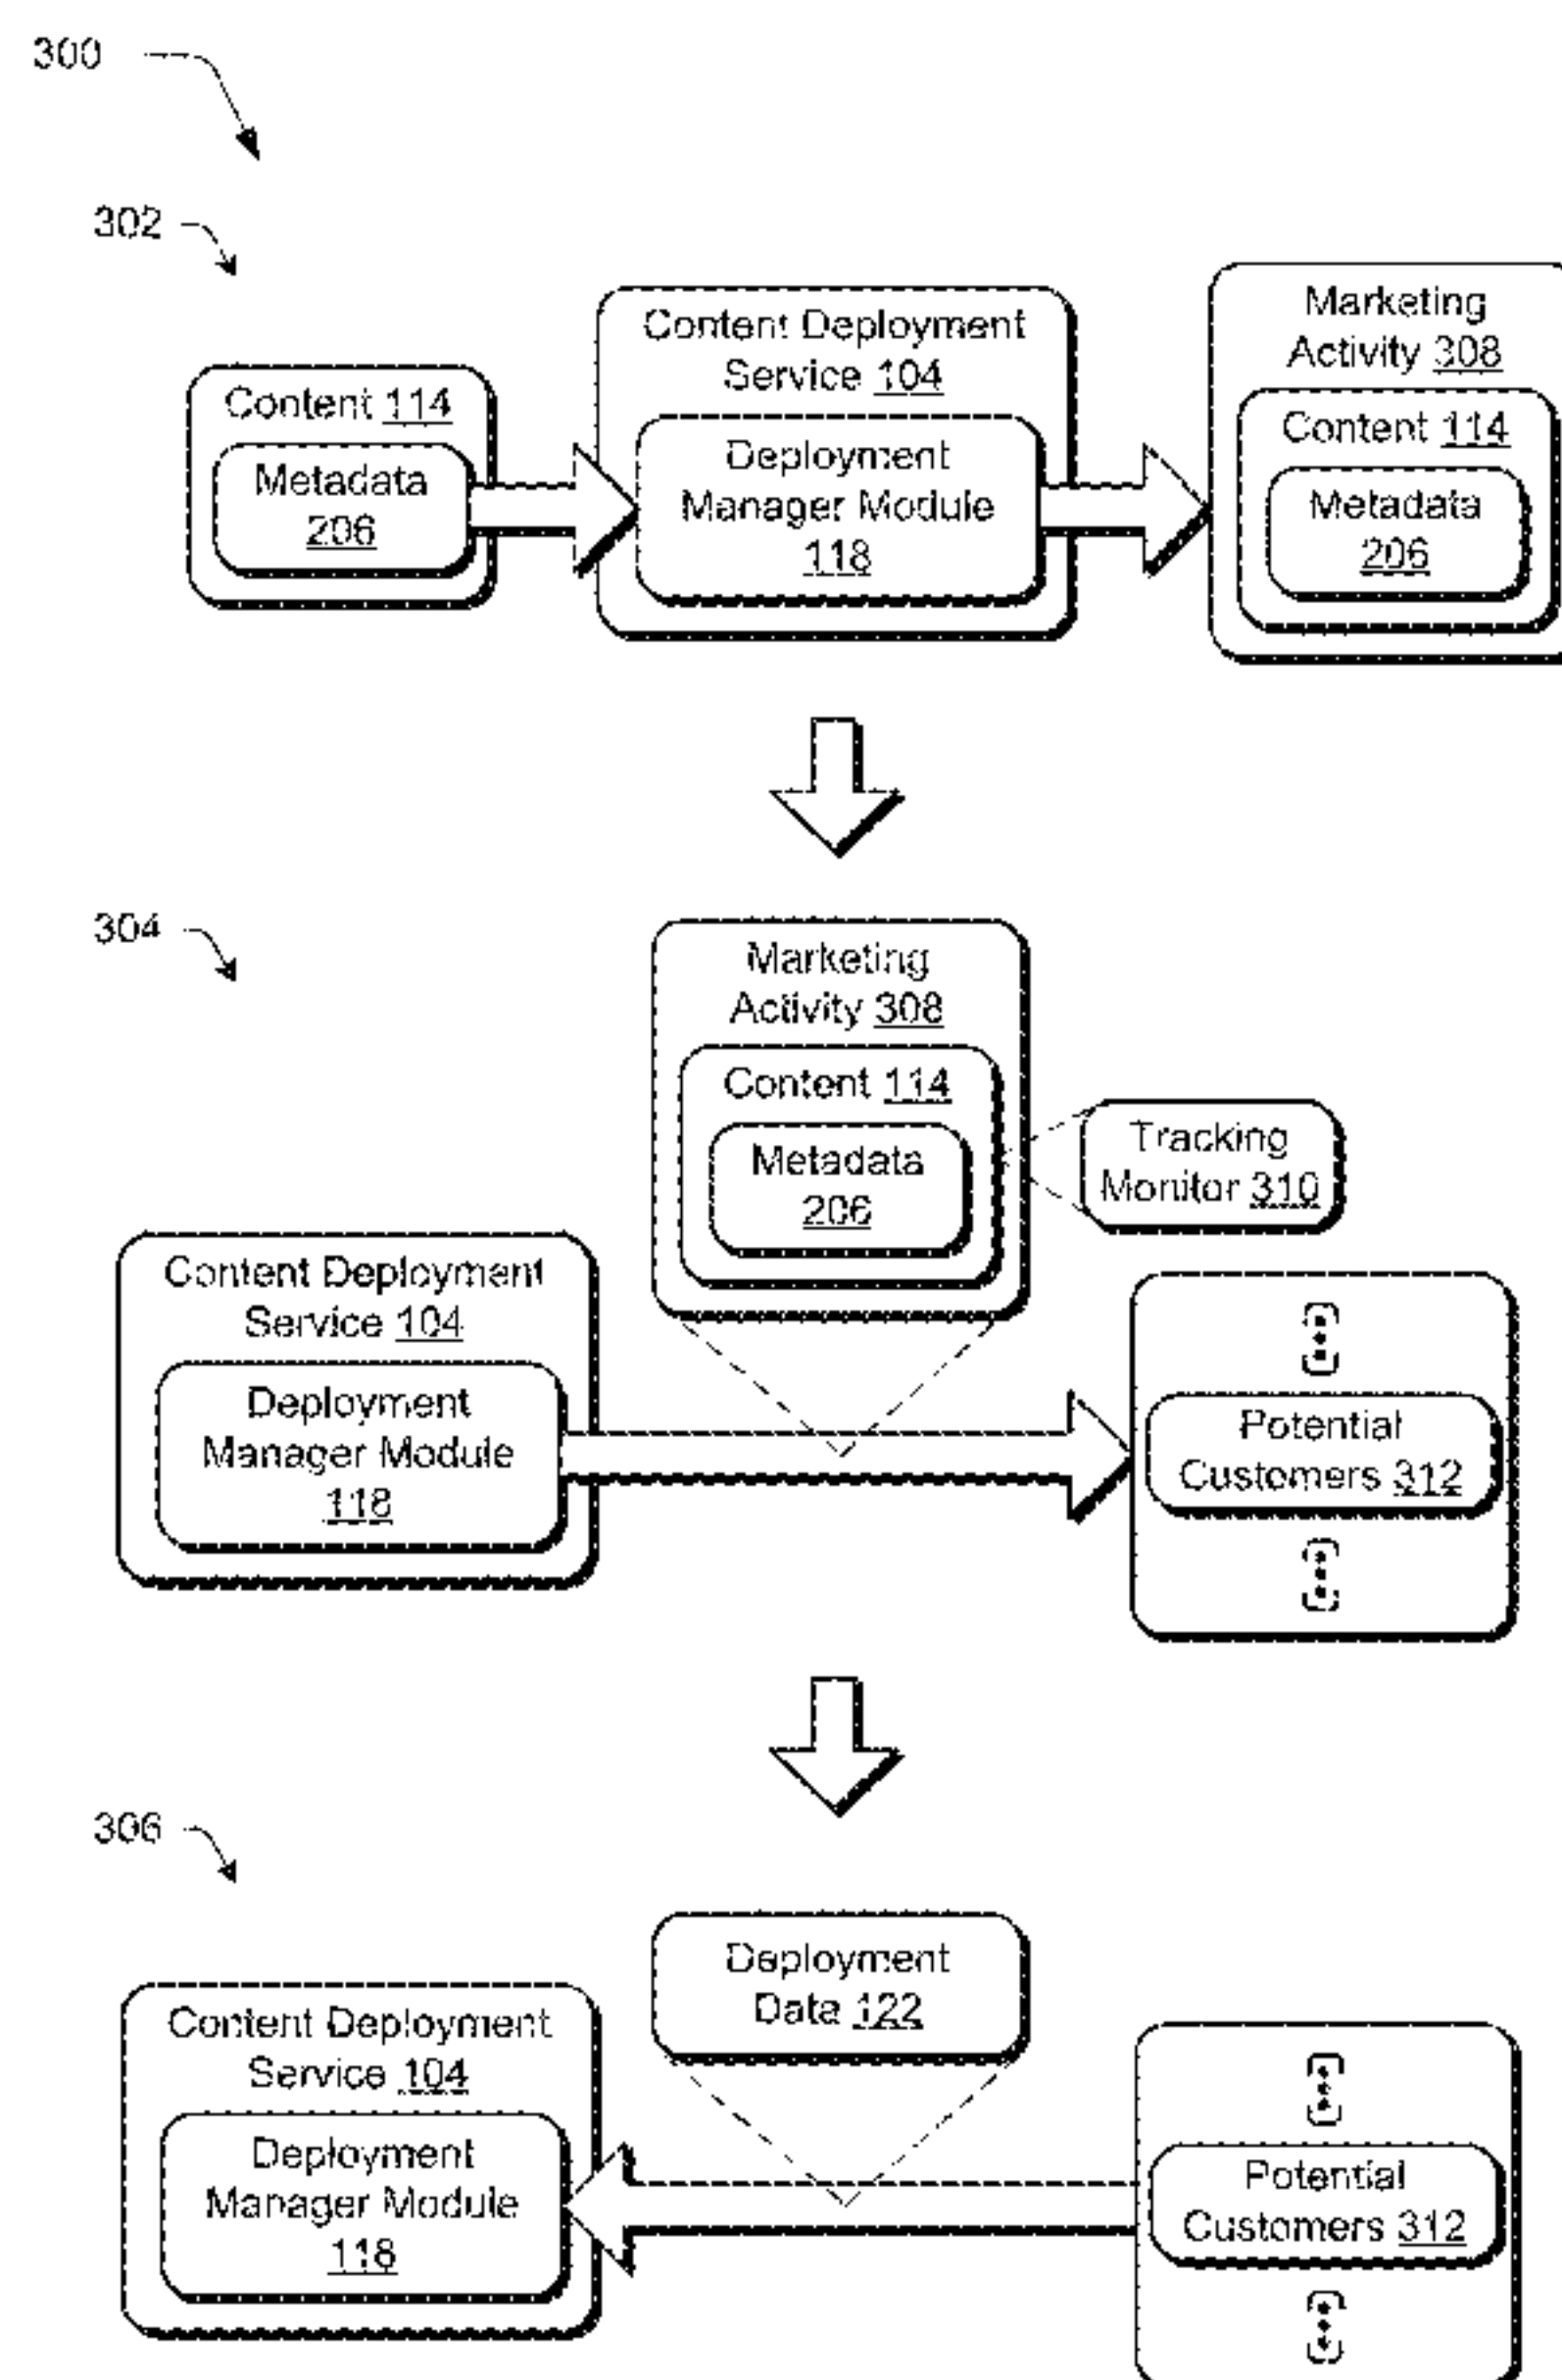 300
302
Content 114
Metadata
206
Content Deployment
Service 104
Deployment
Manager Module
118
Marketing
Activity 308
Content 114
Metadata
206
304
Marketing
Activity 308
Content 114
Metadata
206
Tracking
Monitor 310
Content Deployment
Service 104
Deployment
Manager Module
118
Potential
Customers 312
306
Deployment
Data 122
Content Deployment
Service 104
Deployment
Manager Module
118
Potential
Customers 312